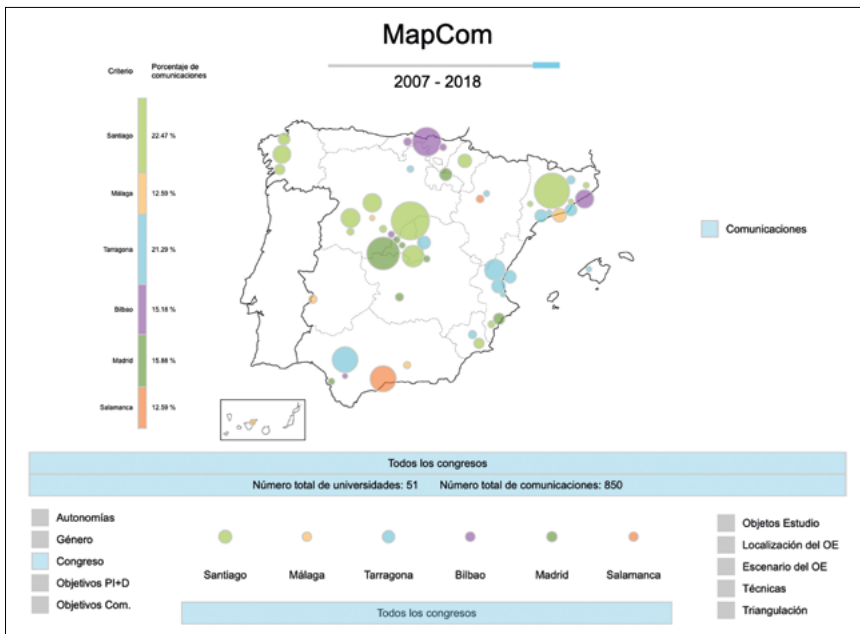 MapCom
2007 - 2018
Criterio
Porcentaje de
comunicaciones
Santiago 22.47 %
Málaga 12.59 %
Tarragona 21.29 %
Bilbao 15.18 %
Madrid 15.88 %
Salamanca 12.59 %
Comunicaciones
Todos los congresos
Número total de universidades: 51 Número total de comunicaciones: 850
Autonomías
Género
Congreso
Objetivos PI+D
Objetivos Com.
Santiago Málaga Tarragona Bilbao Madrid Salamanca
Todos los congresos
Objetos Estudio
Localización del OE
Escenario del OE
Técnicas
Triangulación